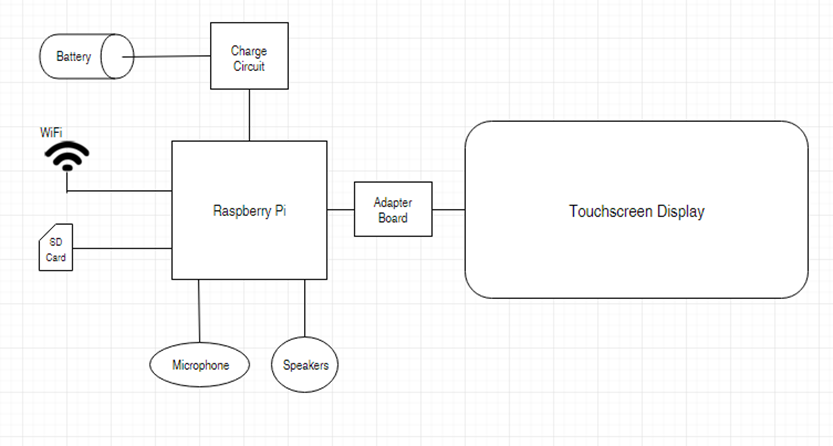 Battery
Charge
Circuit
WiFi
Raspberry Pi
Adapter
Board
Touchscreen Display
SD
Card
Microphone
Speakers